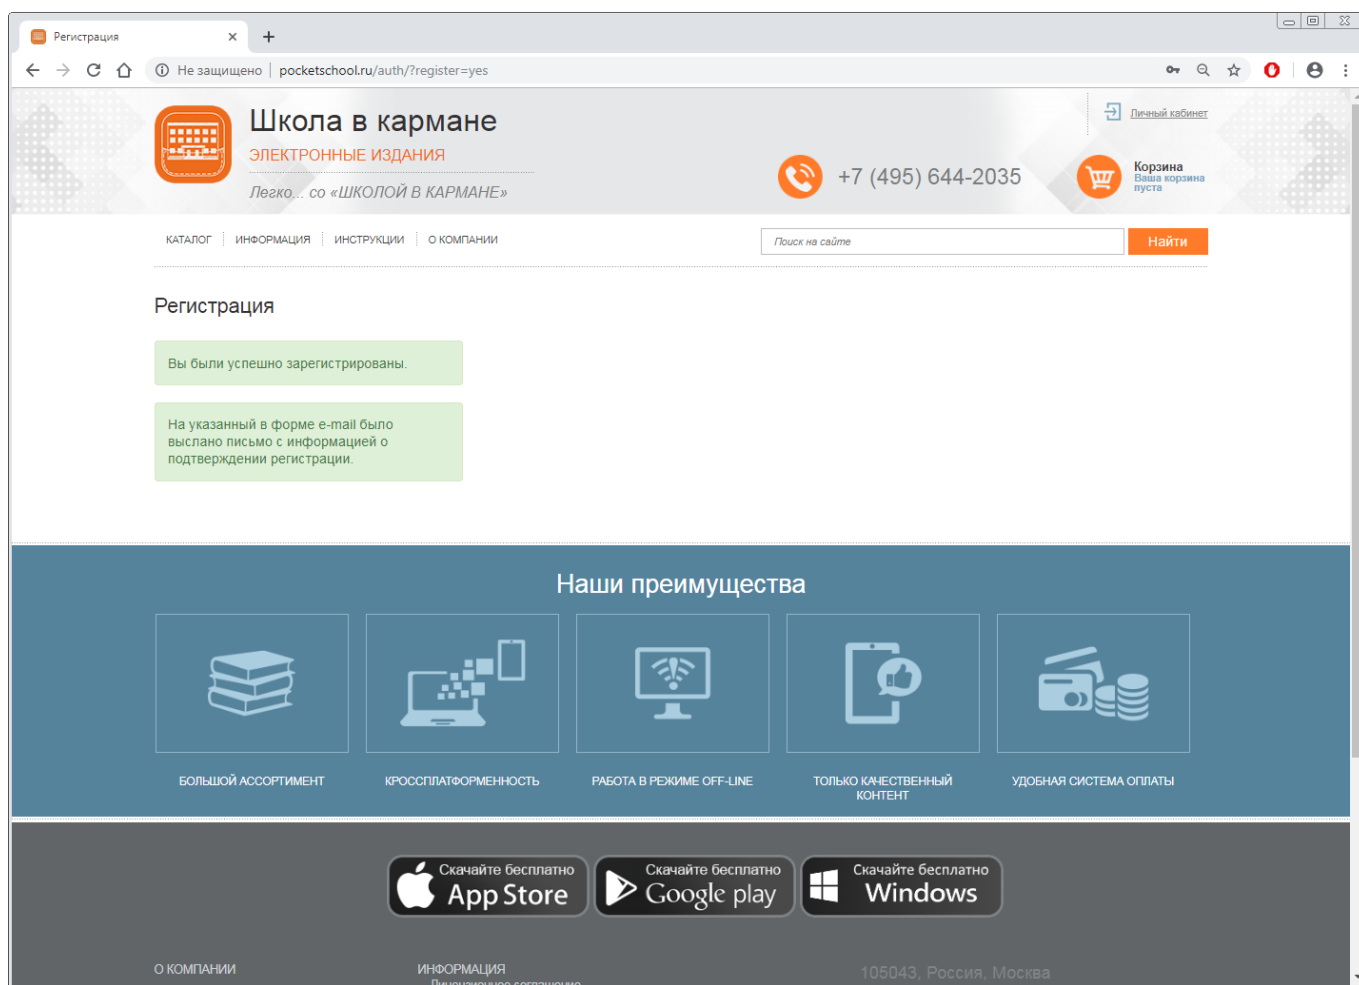 Регистрация
Не защищено | pocketschool.ru/auth/?register=yes
Школа в кармане
ЭЛЕКТРОННЫЕ ИЗДАНИЯ
Легко... со «ШКОЛОЙ В КАРМАНЕ»
Личный кабинет
+7 (495) 644-2035
Корзина
Ваша корзина
пуста
КАТАЛОГ ИНФОРМАЦИЯ ИНСТРУКЦИИ О КОМПАНИИ
Поиск на сайте
Найти
Регистрация
Вы были успешно зарегистрированы.
На указанный в форме e-mail было
выслано письмо с информацией о
подтверждении регистрации.
Наши преимущества
БОЛЬШОЙ АССОРТИМЕНТ
КРОССПЛАТФОРМЕННОСТЬ
РАБОТА В РЕЖИМЕ OFF-LINE
ТОЛЬКО КАЧЕСТВЕННЫЙ
КОНТЕНТ
УДОБНАЯ СИСТЕМА ОПЛАТЫ
Скачайте бесплатно
App Store
Скачайте бесплатно
Google play
Скачайте бесплатно
Windows
О КОМПАНИИ
ИНФОРМАЦИЯ
Лицензионное соглашение
105043, Россия, Москва